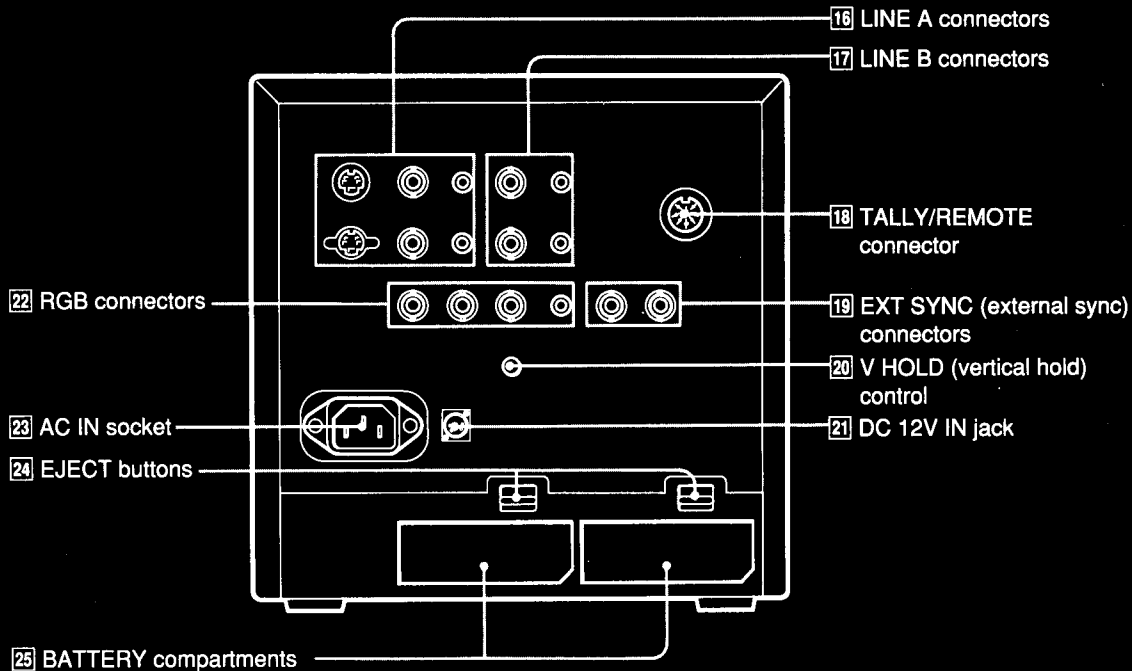 16 LINE A connectors
17 LINE B connectors
18 TALLY/REMOTE
connector
22 RGB connectors
19 EXT SYNC (external sync)
connectors
20 V HOLD (vertical hold)
control
23 AC IN socket
21 DC 12V IN jack
24 EJECT buttons
25 BATTERY compartments